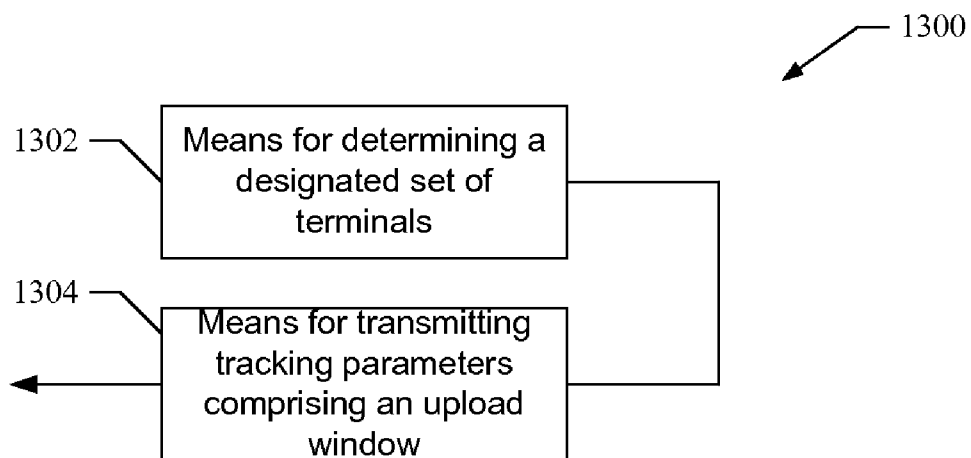 1300
1302
Means for determining a
designated set of
terminals
1304
Means for transmitting
tracking parameters
comprising an upload
window